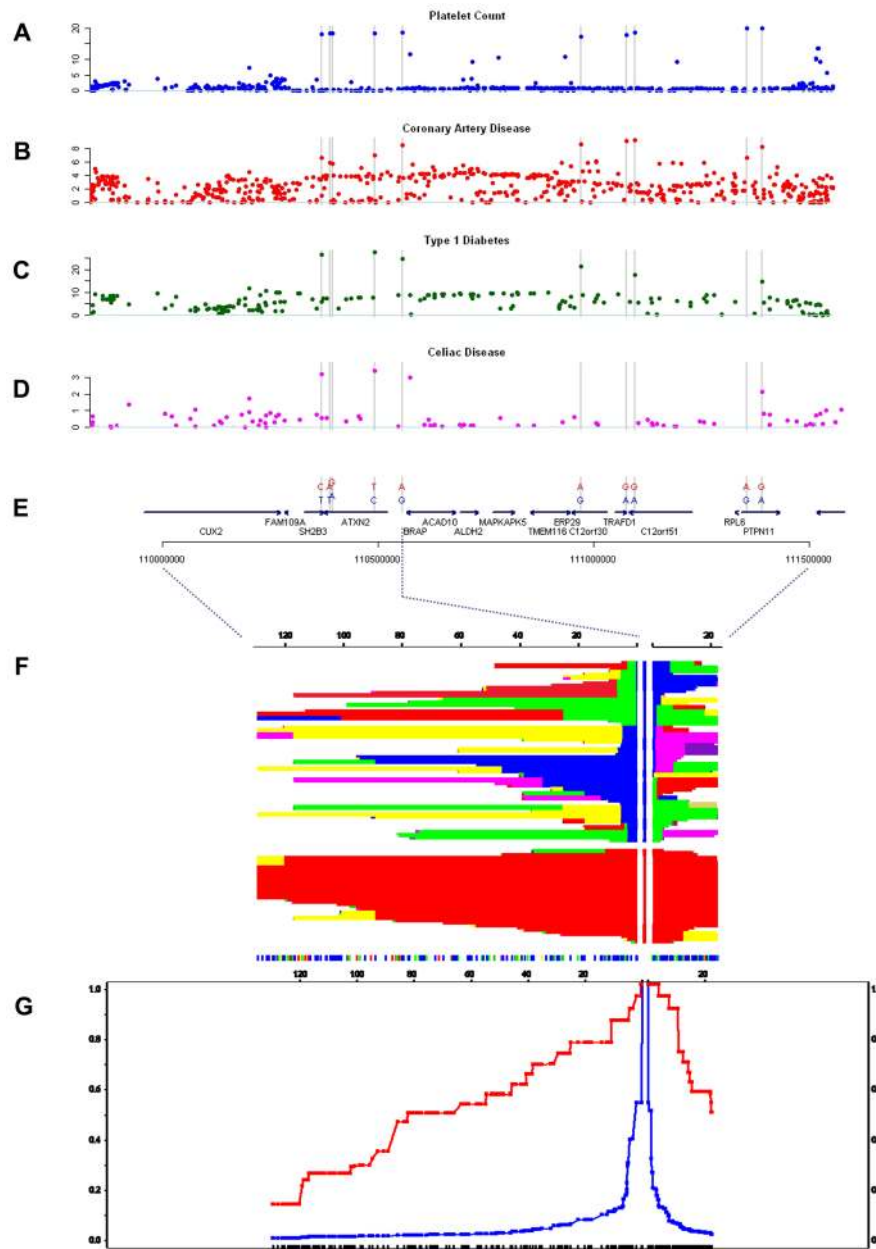 A
Platelet Count
20
15
10
5
0
B
Coronary Artery Disease
8
6
4
2
0
C
Type 1 Diabetes
20
10
0
D
Celiac Disease
3
2
1
0
E
C A G T A A G G A G
T T A C G G A A G A
FAM109A ACAD10 MAPKAPK5 ERP29 TRAFD1 RPL6
CUX2 SH2B3 ATXN2 BRAP ALDH2 TMEM116 C12orf30 C12orf51 PTPN11
110000000 110500000 111000000 111500000
F
120 100 80 60 40 20 0 20
G
120 100 80 60 40 20 0 20
1.0
0.8
0.6
0.4
0.2
0.0